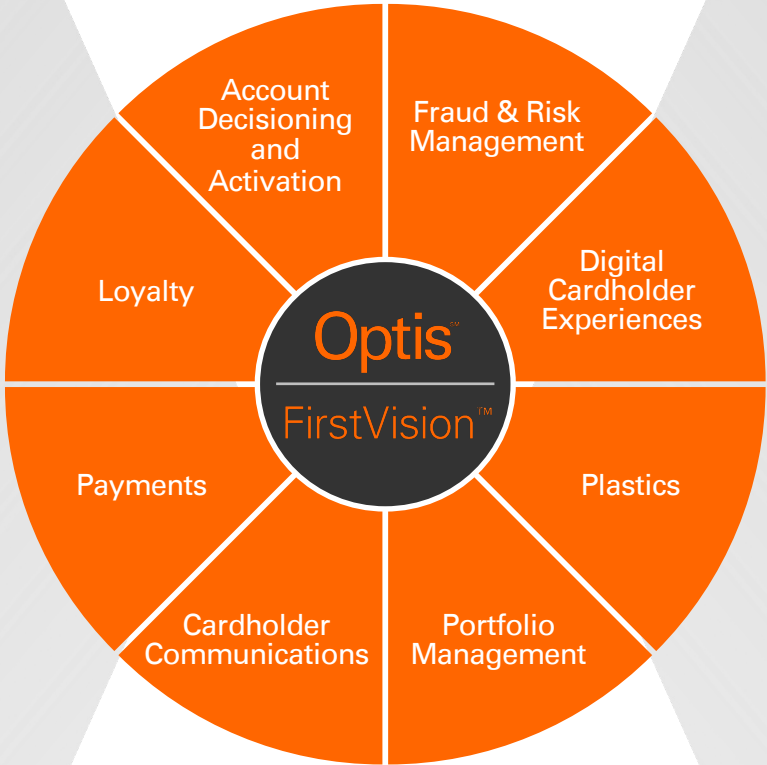 Account
Decisioning
and
Activation
Fraud & Risk
Management
Digital
Cardholder
Experiences
Plastics
Portfolio
Management
Cardholder
Communications
Payments
Loyalty
Optis℠
FirstVision™